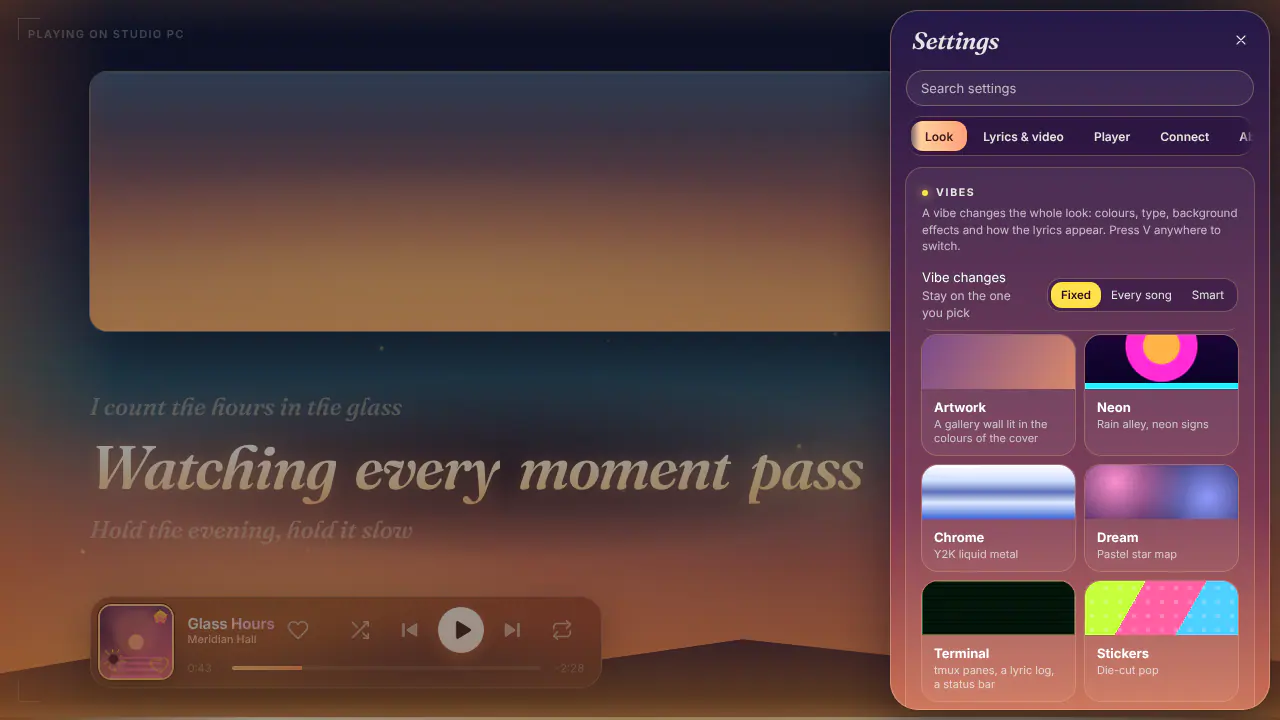 PLAYING ON STUDIO PC
I count the hours in the glass
Watching every moment pass
Hold the evening, hold it slow
Glass Hours
Meridian Hall
0:43
-2:28
Settings
Search settings
Look
Lyrics & video
Player
Connect
VIBES
A vibe changes the whole look: colours, type, background
effects and how the lyrics appear. Press V anywhere to
switch.
Vibe changes
Stay on the one
you pick
Fixed
Every song
Smart
Artwork
A gallery wall lit in the
colours of the cover
Neon
Rain alley, neon signs
Chrome
Y2K liquid metal
Dream
Pastel star map
Terminal
tmux panes, a lyric log,
a status bar
Stickers
Die-cut pop